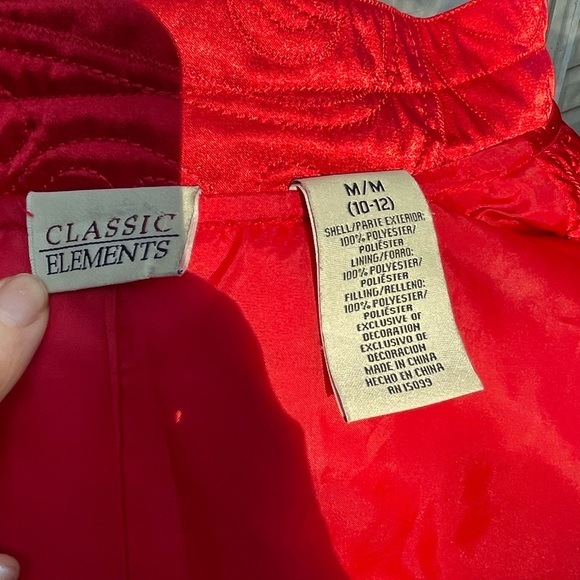 CLASSIC
ELEMENTS
M/M
(10-12)
SHELL/PARTE EXTERIOR:
100% POLYESTER/
POLIÉSTER
LINING/FORRO:
100% POLYESTER/
POLIÉSTER
FILLING/RELLENO:
100% POLYESTER/
POLIÉSTER
EXCLUSIVE OF
DECORATION
EXCLUSIVO DE
DECORACION
MADE IN CHINA
HECHO EN CHINA
RN 15099